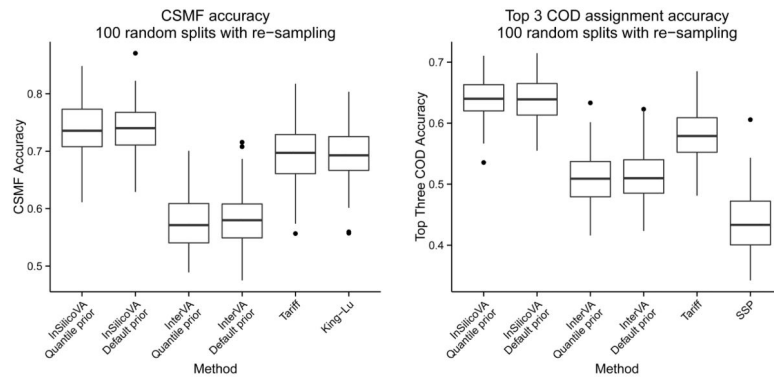 CSMF accuracy
100 random splits with re−sampling
CSMF Accuracy
0.8
0.7
0.6
0.5
InSilicoVA
Quantile prior
InSilicoVA
Default prior
InterVA
Quantile prior
InterVA
Default prior
Tariff
King−Lu
Method
Top 3 COD assignment accuracy
100 random splits with re−sampling
Top Three COD Accuracy
0.7
0.6
0.5
0.4
InSilicoVA
Quantile prior
InSilicoVA
Default prior
InterVA
Quantile prior
InterVA
Default prior
Tariff
SSP
Method